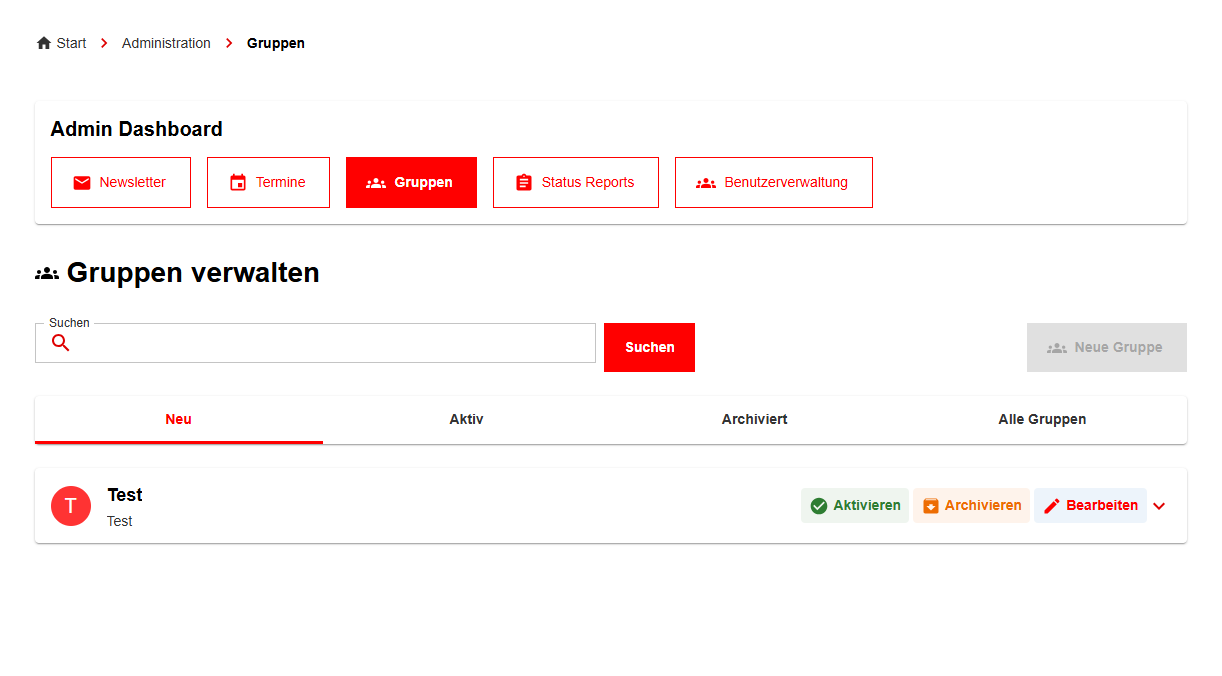 Start Administration Gruppen
Admin Dashboard
Newsletter Termine Gruppen Status Reports Benutzerverwaltung
Gruppen verwalten
Suchen
Suchen Neue Gruppe
Neu Aktiv Archiviert Alle Gruppen
T Test Aktivieren Archivieren Bearbeiten
Test